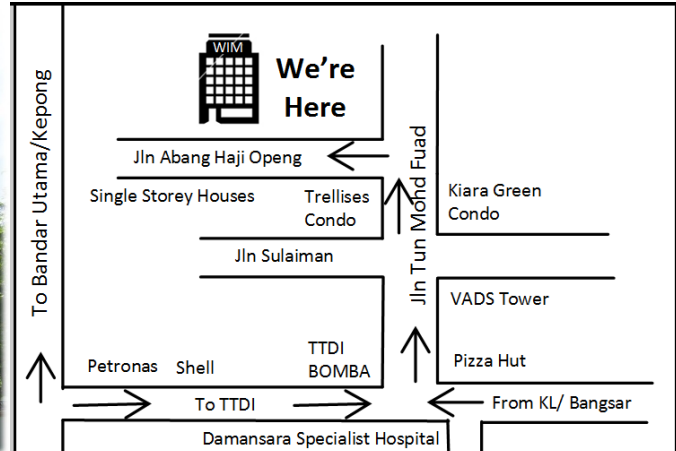 WIM
We're
Here
To Bandar Utama/Kepong
Jln Abang Haji Openg
Single Storey Houses
Trellises
Condo
Jln Tun Mohd Fuad
Kiara Green
Condo
Jln Sulaiman
VADS Tower
Petronas
Shell
TTDI
BOMBA
Pizza Hut
To TTDI
From KL/ Bangsar
Damansara Specialist Hospital